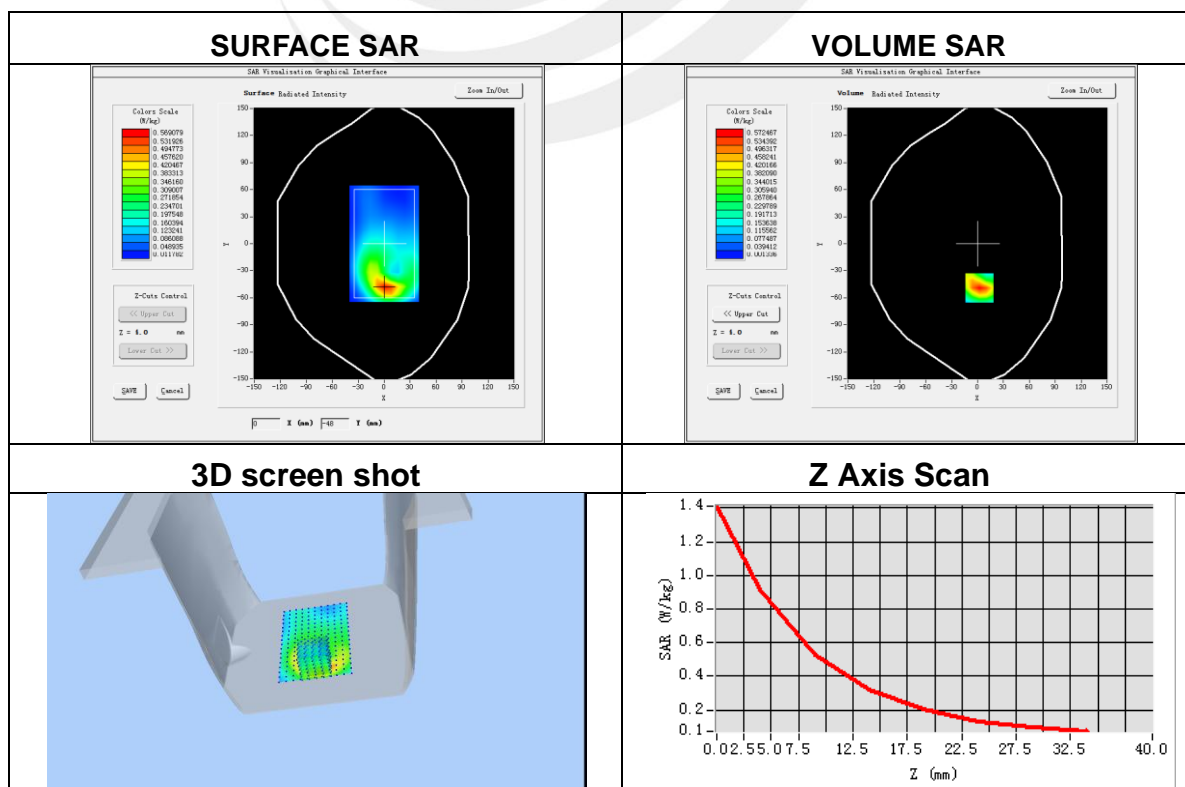 SURFACE SAR
VOLUME SAR
SAR Visualisation Graphical Interface
Surface Radiated Intensity
Zoom In/Out
Colors Scale
(W/kg)
0.569079
0.531926
0.494773
0.457620
0.420467
0.383313
0.346160
0.309007
0.271854
0.234701
0.197548
0.160394
0.123241
0.086088
0.048935
0.011782
Z-Cuts Control
<< Upper Cut
Lower Cut >>
SAVE
Cancel
150
120
90
60
30
0
-30
-60
-90
-120
-150
Y
-150 -120 -90 -60 -30 0 30 60 90 120 150
X
0 X (mm) -48 Y (mm)
SAR Visualisation Graphical Interface
Volume Radiated Intensity
Zoom In/Out
Colors Scale
(W/kg)
0.572467
0.534392
0.496317
0.458241
0.420166
0.382090
0.344015
0.305940
0.267864
0.229789
0.191713
0.153638
0.115562
0.077487
0.039412
0.001336
Z-Cuts Control
<< Upper Cut
Lower Cut >>
SAVE
Cancel
150
120
90
60
30
0
-30
-60
-90
-120
-150
Y
-150 -120 -90 -60 -30 0 30 60 90 120 150
X
3D screen shot
Z Axis Scan
1.4
1.2
1.0
0.8
0.6
0.4
0.2
0.1
SAR (W/kg)
0.0 2.5 5.0 7.5 12.5 17.5 22.5 27.5 32.5 40.0
Z (mm)